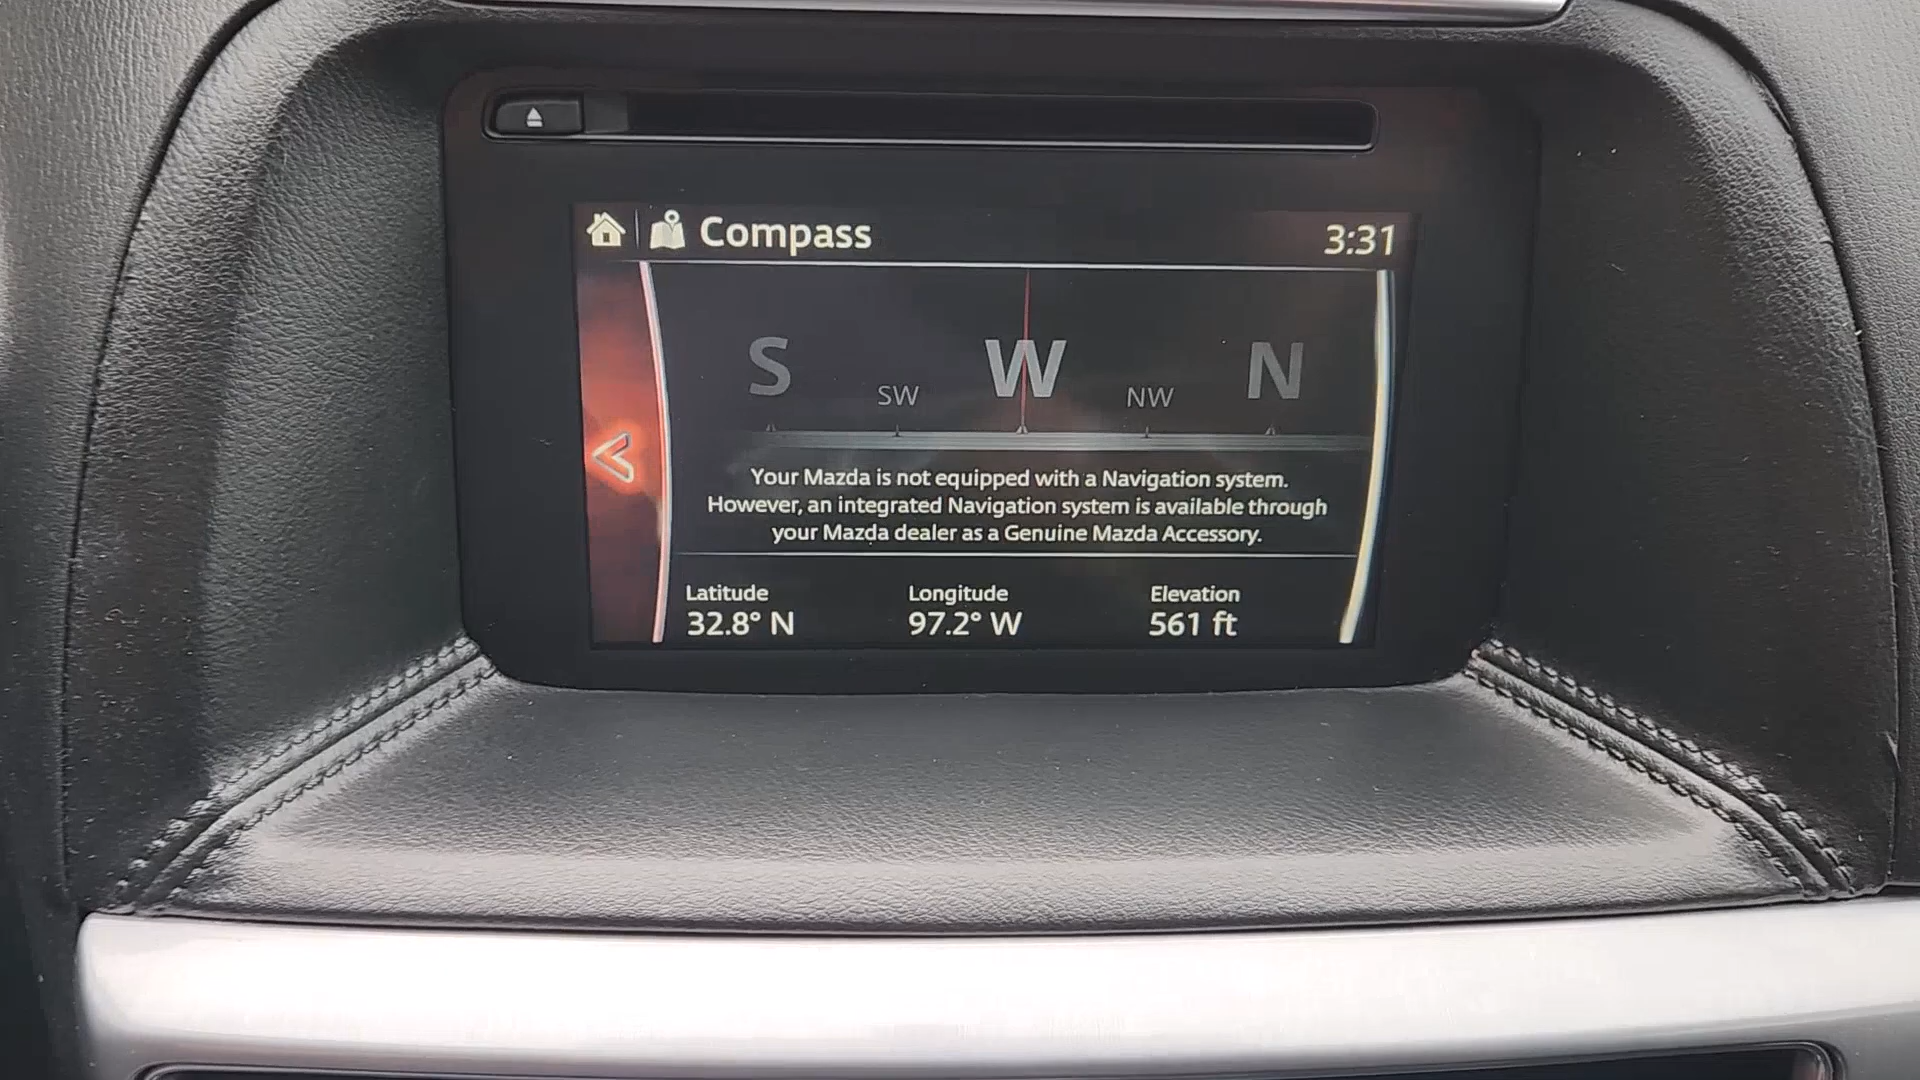 Compass
3:31
S SW W NW N
Your Mazda is not equipped with a Navigation system.
However, an integrated Navigation system is available through
your Mazda dealer as a Genuine Mazda Accessory.
Latitude Longitude Elevation
32.8° N 97.2° W 561 ft